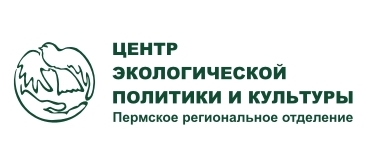 ЦЕНТР
ЭКОЛОГИЧЕСКОЙ
ПОЛИТИКИ И КУЛЬТУРЫ
Пермское региональное отделение